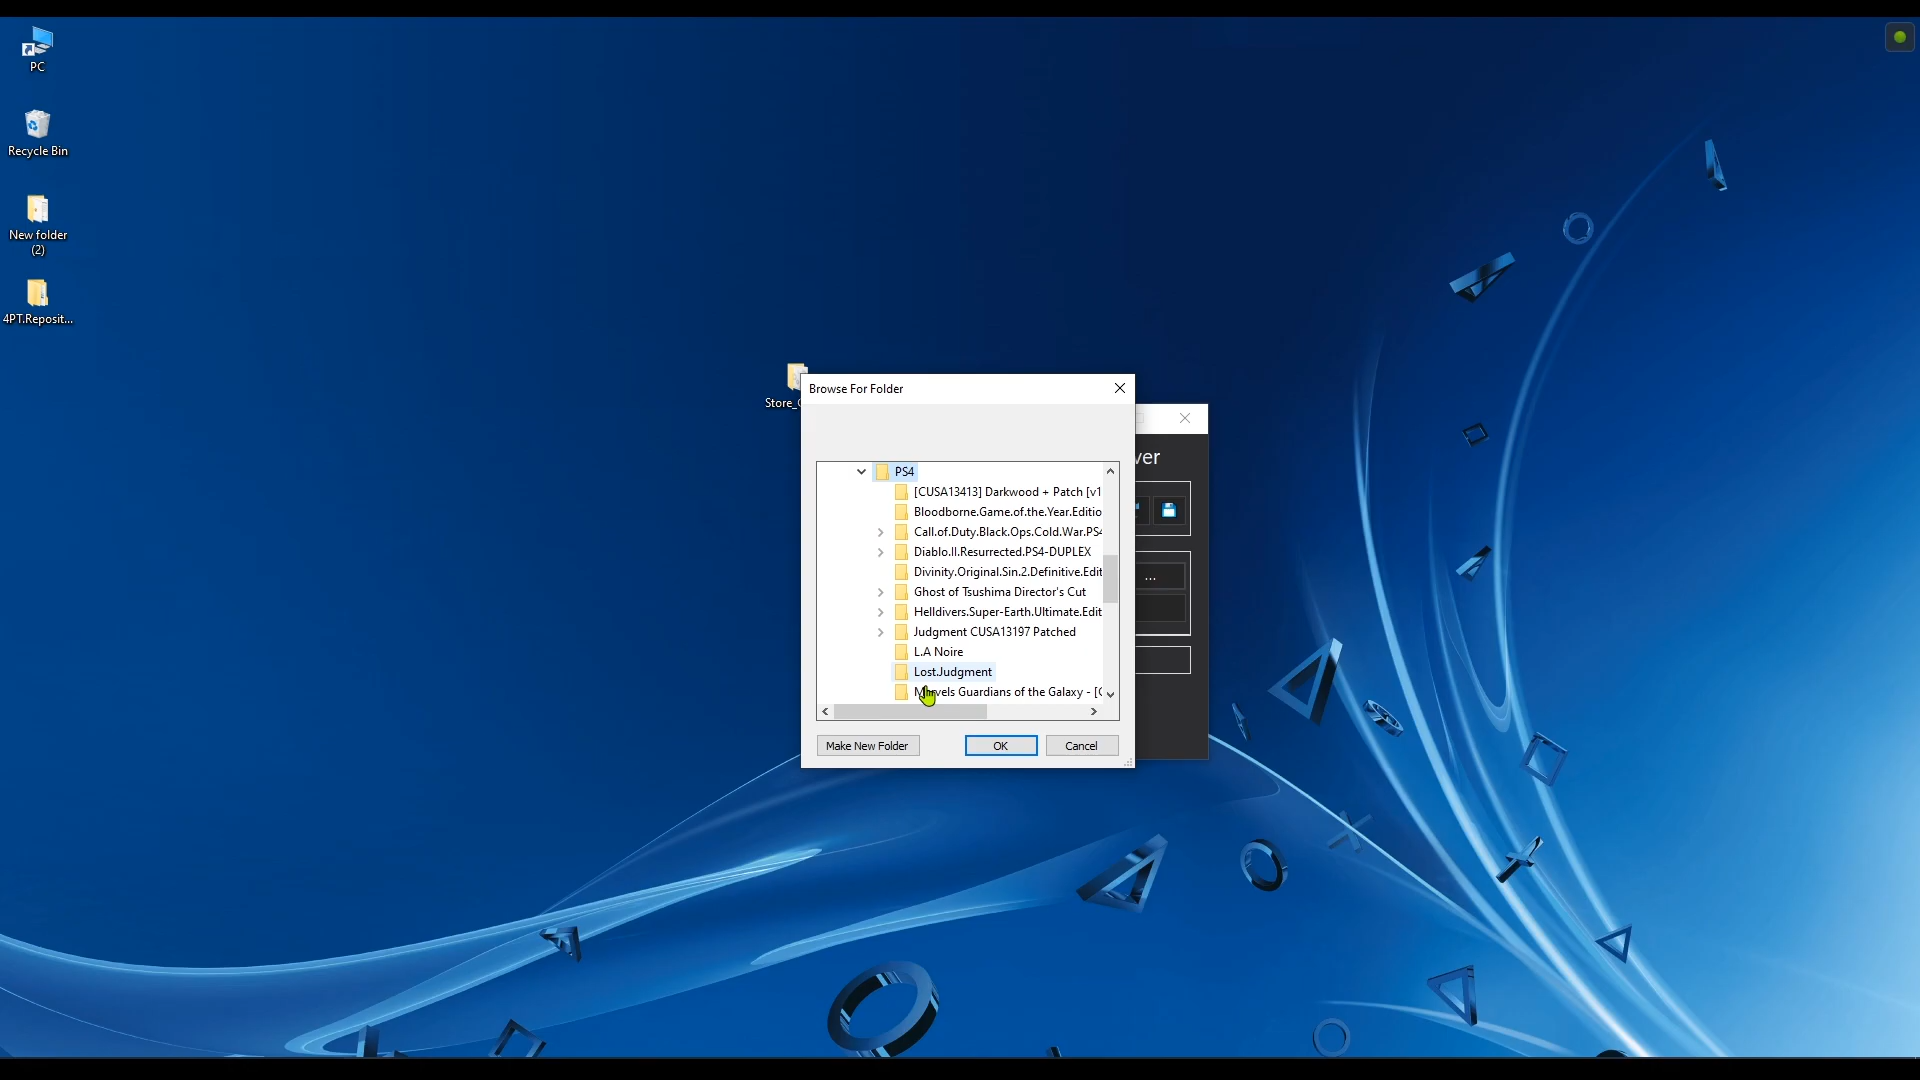 PC
Recycle Bin
New folder
(2)
4PT.Reposit...
Store_
Browse For Folder
ver
PS4
[CUSA13413] Darkwood + Patch [v1
Bloodborne.Game.of.the.Year.Editio
Call.of.Duty.Black.Ops.Cold.War.PS4
Diablo.II.Resurrected.PS4-DUPLEX
Divinity.Original.Sin.2.Definitive.Edit
Ghost of Tsushima Director's Cut
Helldivers.Super-Earth.Ultimate.Edit
Judgment CUSA13197 Patched
L.A Noire
Lost.Judgment
Marvels Guardians of the Galaxy - [C
...
Make New Folder
OK
Cancel